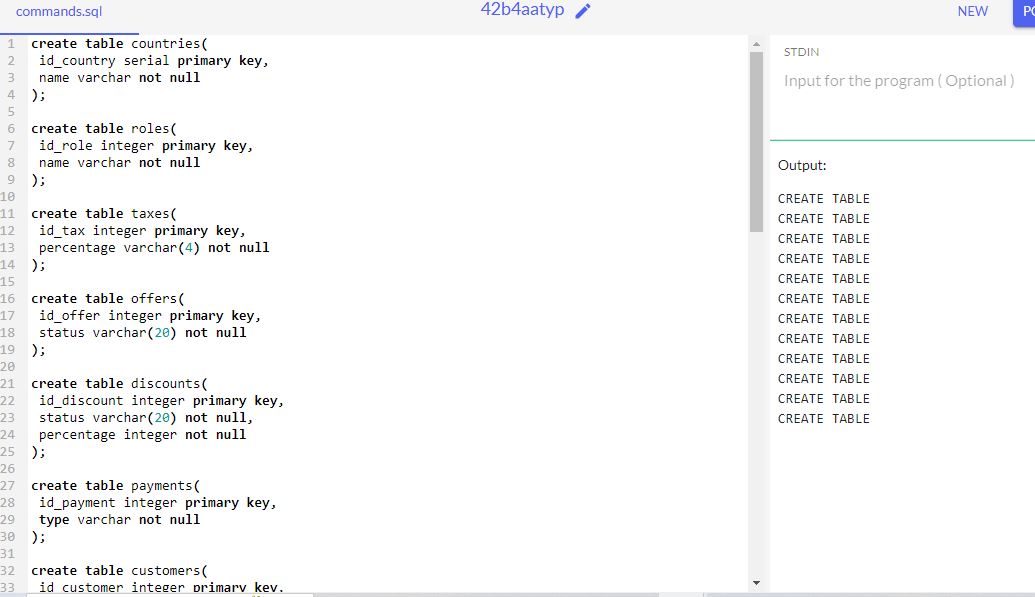 commands.sql
42b4aatyp
NEW
1 create table countries(
2 id_country serial primary key,
3 name varchar not null
4 );
5
6 create table roles(
7 id_role integer primary key,
8 name varchar not null
9 );
10
11 create table taxes(
12 id_tax integer primary key,
13 percentage varchar(4) not null
14 );
15
16 create table offers(
17 id_offer integer primary key,
18 status varchar(20) not null
19 );
20
21 create table discounts(
22 id_discount integer primary key,
23 status varchar(20) not null,
24 percentage integer not null
25 );
26
27 create table payments(
28 id_payment integer primary key,
29 type varchar not null
30 );
31
32 create table customers(
33 id_customer integer primary key,
STDIN
Input for the program ( Optional )
Output:
CREATE TABLE
CREATE TABLE
CREATE TABLE
CREATE TABLE
CREATE TABLE
CREATE TABLE
CREATE TABLE
CREATE TABLE
CREATE TABLE
CREATE TABLE
CREATE TABLE
CREATE TABLE